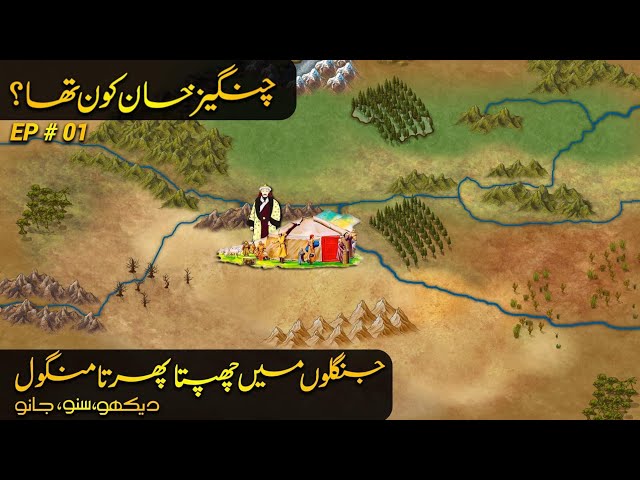 چنگیز خان کون تھا؟
EP # 01
جنگلوں میں چھپتا پھرتا منگول
دیکھو، سنو، جانو